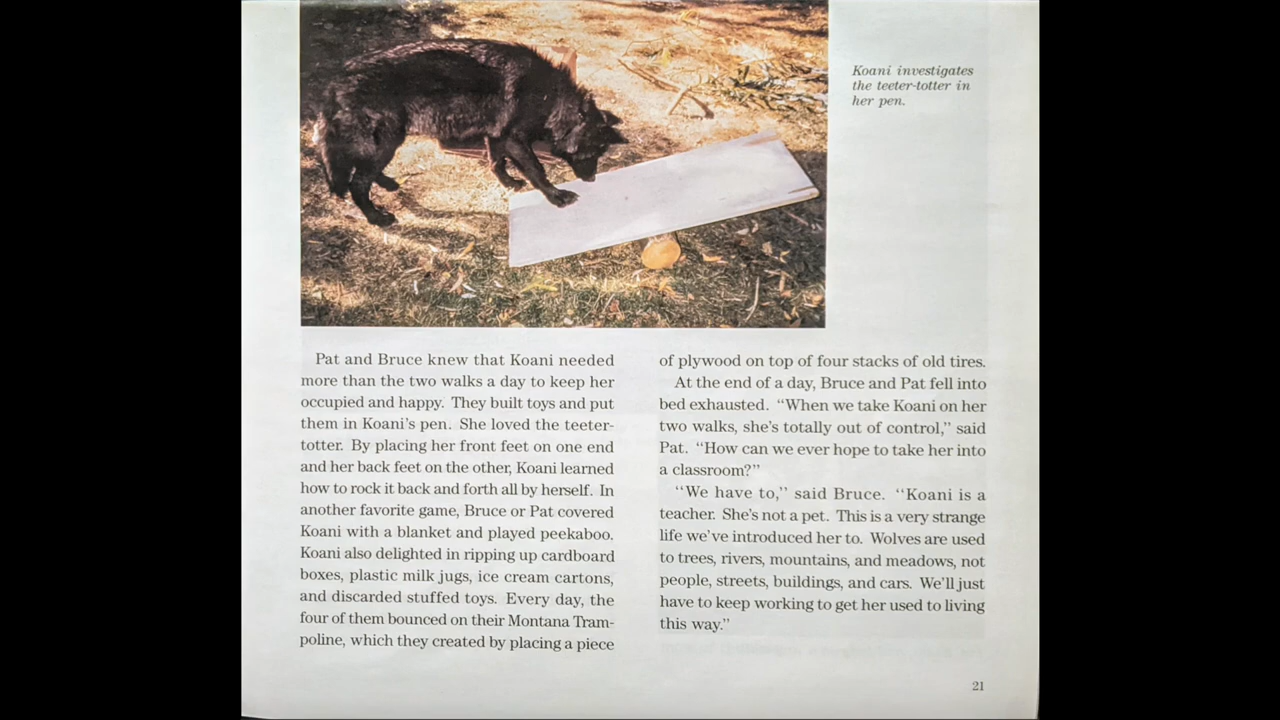 Koani investigates
the teeter-totter in
her pen.
Pat and Bruce knew that Koani needed
more than the two walks a day to keep her
occupied and happy. They built toys and put
them in Koani's pen. She loved the teeter-
totter. By placing her front feet on one end
and her back feet on the other, Koani learned
how to rock it back and forth all by herself. In
another favorite game, Bruce or Pat covered
Koani with a blanket and played peekaboo.
Koani also delighted in ripping up cardboard
boxes, plastic milk jugs, ice cream cartons,
and discarded stuffed toys. Every day, the
four of them bounced on their Montana Tram-
poline, which they created by placing a piece
of plywood on top of four stacks of old tires.
At the end of a day, Bruce and Pat fell into
bed exhausted. "When we take Koani on her
two walks, she's totally out of control," said
Pat. "How can we ever hope to take her into
a classroom?"
"We have to," said Bruce. "Koani is a
teacher. She's not a pet. This is a very strange
life we've introduced her to. Wolves are used
to trees, rivers, mountains, and meadows, not
people, streets, buildings, and cars. We'll just
have to keep working to get her used to living
this way."
21